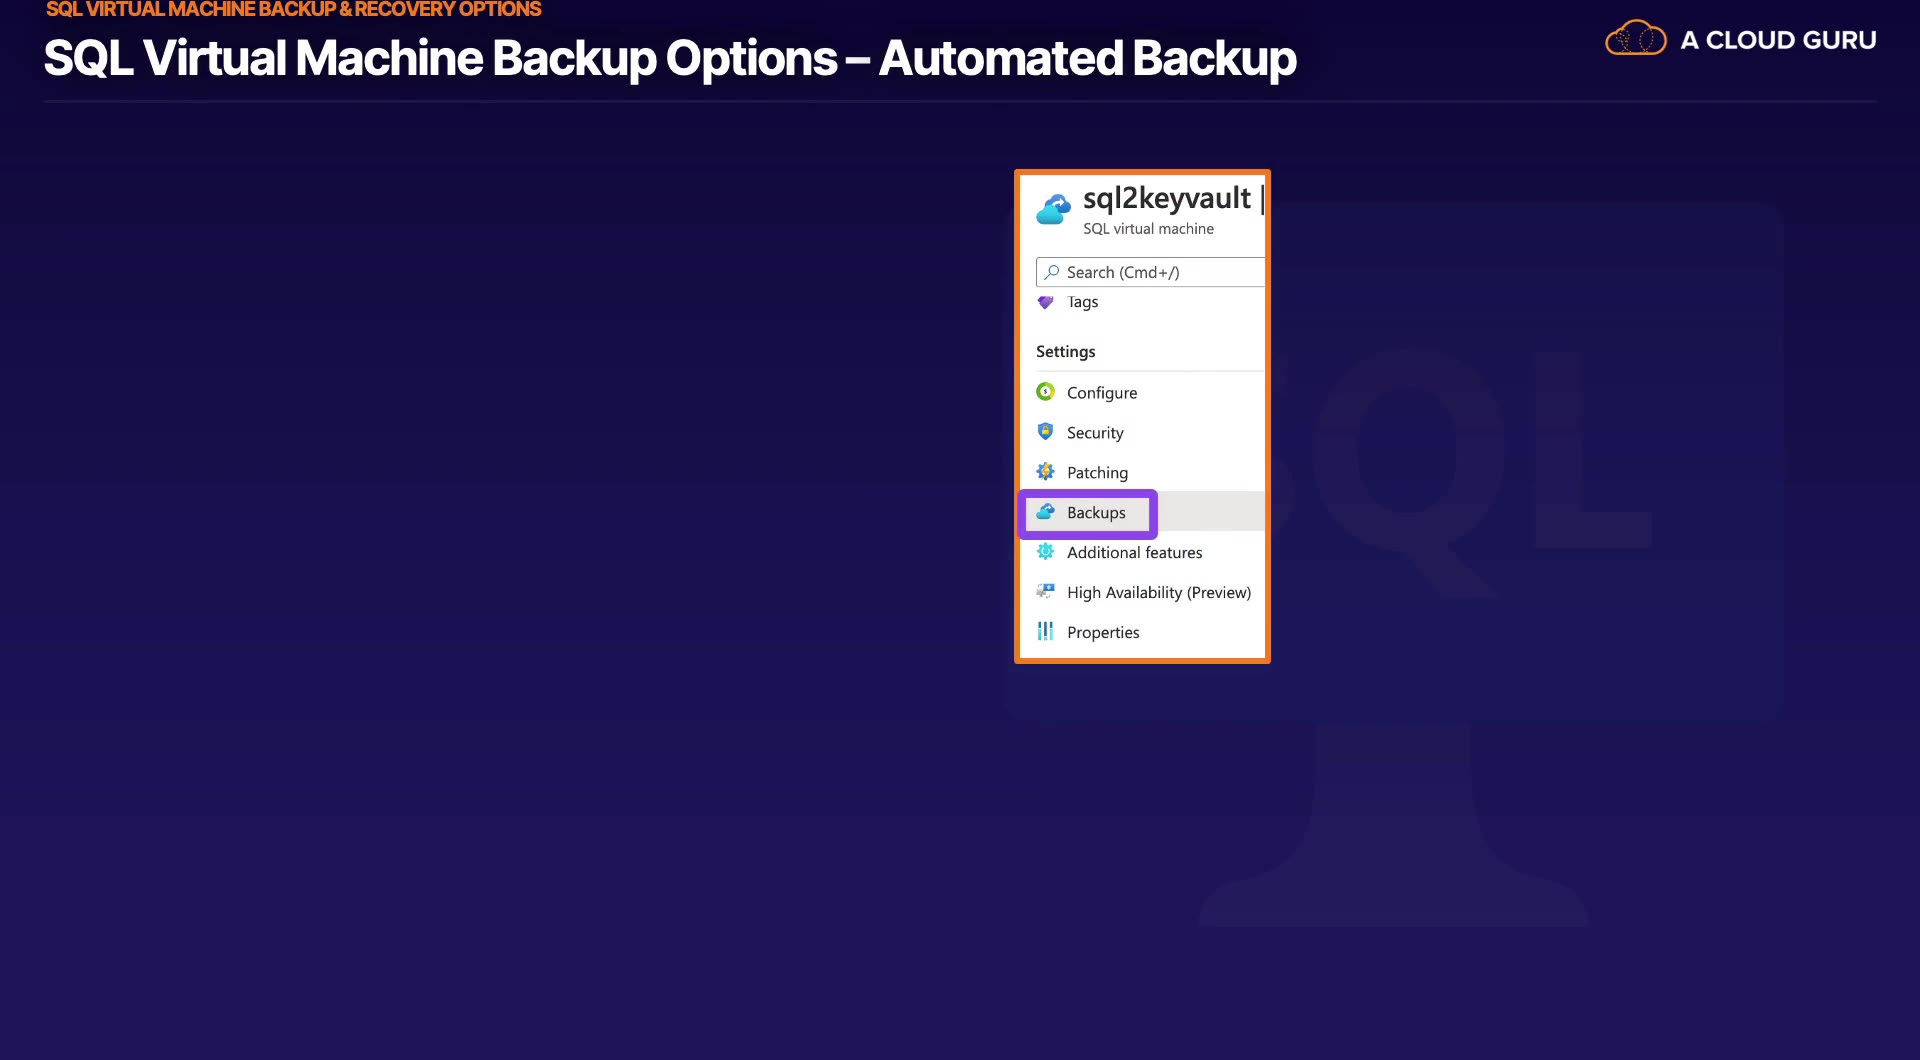 SQL VIRTUAL MACHINE BACKUP & RECOVERY OPTIONS
SQL Virtual Machine Backup Options – Automated Backup
A CLOUD GURU
sql2keyvault |
SQL virtual machine
Search (Cmd+/)
Tags
Settings
Configure
Security
Patching
Backups
Additional features
High Availability (Preview)
Properties
SQL